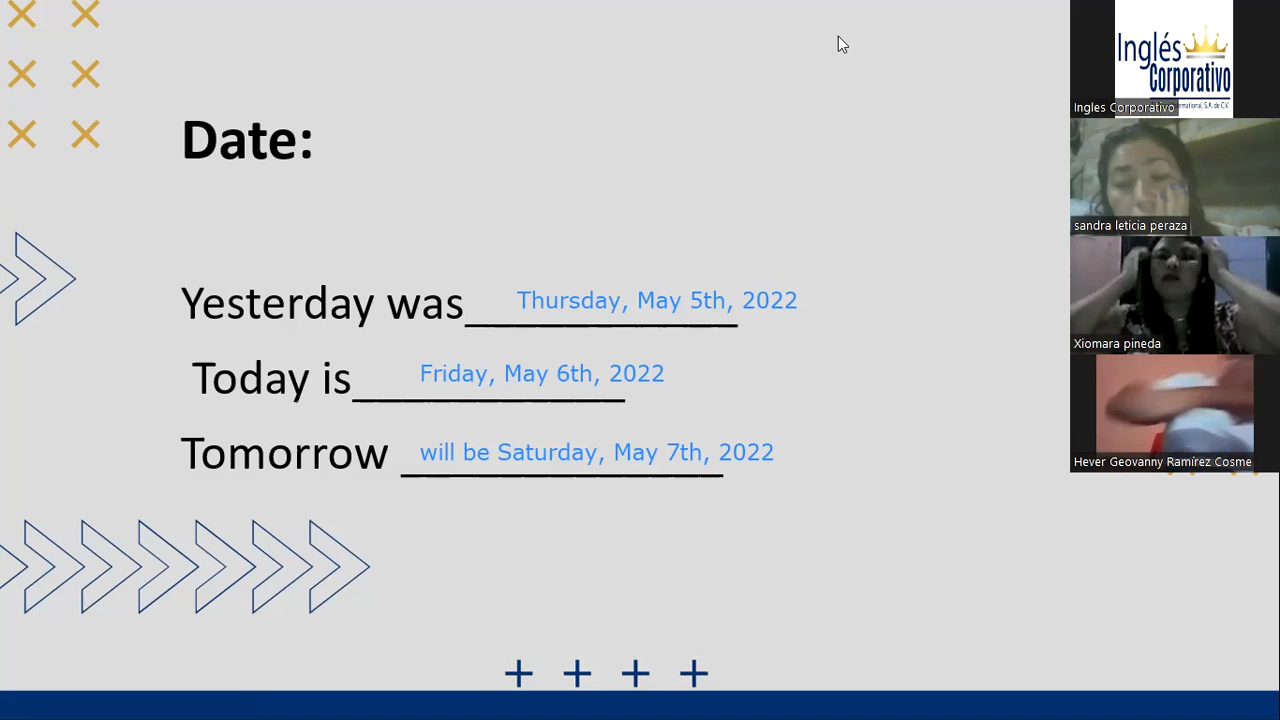 Date:
Yesterday was Thursday, May 5th, 2022
Today is Friday, May 6th, 2022
Tomorrow will be Saturday, May 7th, 2022
Inglés
Corporativo
Ingles Corporativo
sandra leticia peraza
Xiomara pineda
Hever Geovanny Ramírez Cosme